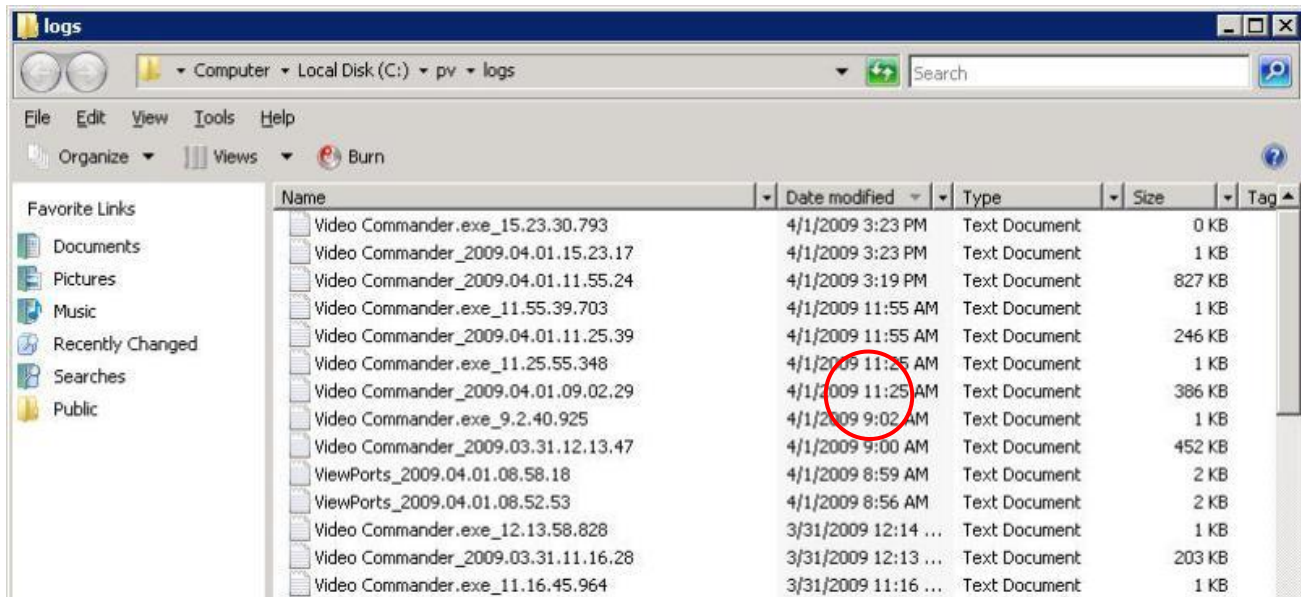 logs
Computer Local Disk (C:) pv logs Search
File Edit View Tools Help
Organize Views Burn
Favorite Links
Documents
Pictures
Music
Recently Changed
Searches
Public
Name Date modified Type Size Tag
Video Commander.exe_15.23.30.793 4/1/2009 3:23 PM Text Document 0 KB
Video Commander_2009.04.01.15.23.17 4/1/2009 3:23 PM Text Document 1 KB
Video Commander_2009.04.01.11.55.24 4/1/2009 3:19 PM Text Document 827 KB
Video Commander.exe_11.55.39.703 4/1/2009 11:55 AM Text Document 1 KB
Video Commander_2009.04.01.11.25.39 4/1/2009 11:55 AM Text Document 246 KB
Video Commander.exe_11.25.55.348 4/1/2009 11:25 AM Text Document 1 KB
Video Commander_2009.04.01.09.02.29 4/1/2009 11:25 AM Text Document 386 KB
Video Commander.exe_9.2.40.925 4/1/2009 9:02 AM Text Document 1 KB
Video Commander_2009.03.31.12.13.47 4/1/2009 9:00 AM Text Document 452 KB
ViewPorts_2009.04.01.08.58.18 4/1/2009 8:59 AM Text Document 2 KB
ViewPorts_2009.04.01.08.52.53 4/1/2009 8:56 AM Text Document 2 KB
Video Commander.exe_12.13.58.828 3/31/2009 12:14 ... Text Document 1 KB
Video Commander_2009.03.31.11.16.28 3/31/2009 12:13 ... Text Document 203 KB
Video Commander.exe_11.16.45.964 3/31/2009 11:16 ... Text Document 1 KB